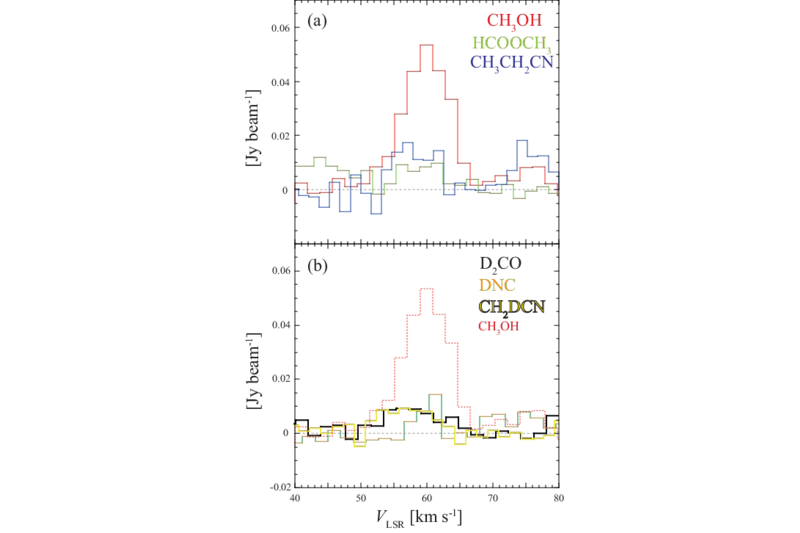 (a)
CH3OH
HCOOCH3
CH3CH2CN
0.06
0.04
0.02
0
[Jy beam-1]
(b)
D2CO
DNC
CH2DCN
CH3OH
0.06
0.04
0.02
0
-0.02
[Jy beam-1]
40 50 60 70 80
VLSR [km s-1]